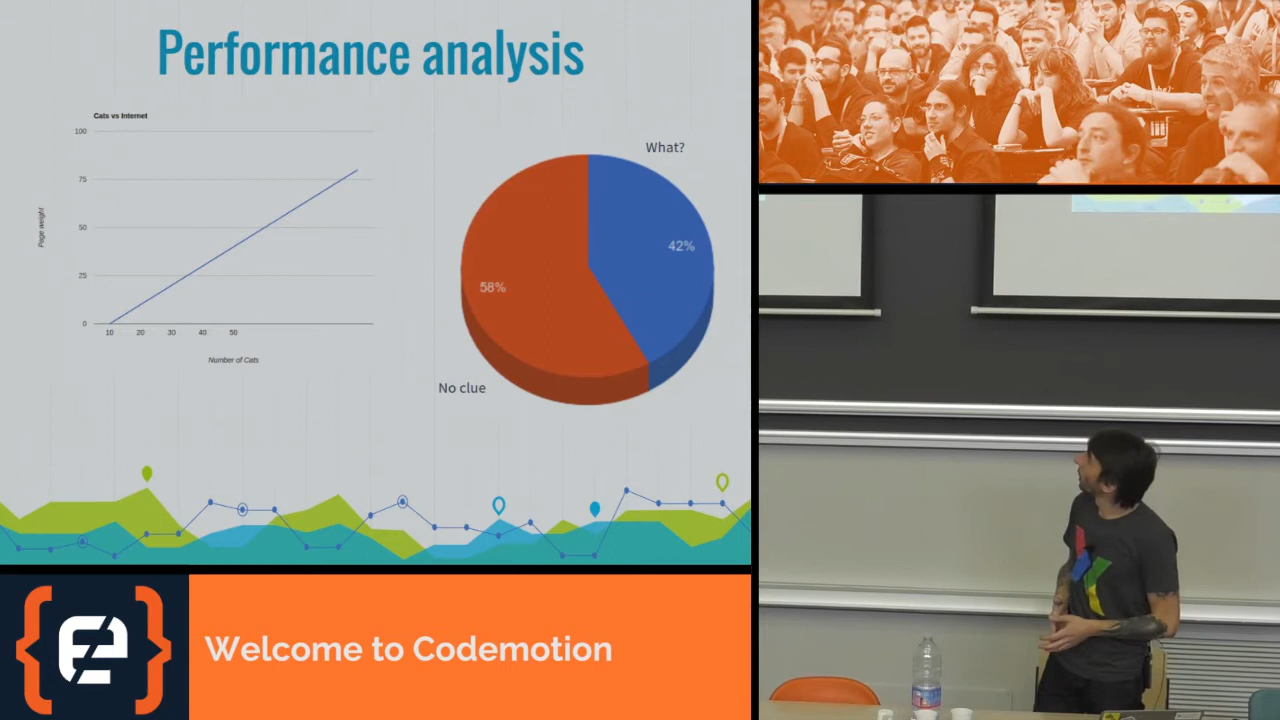 Performance analysis
Cats vs Internet
100
75
50
25
0
Page weight
10 20 30 40 50
Number of Cats
What?
42%
58%
No clue
Welcome to Codemotion